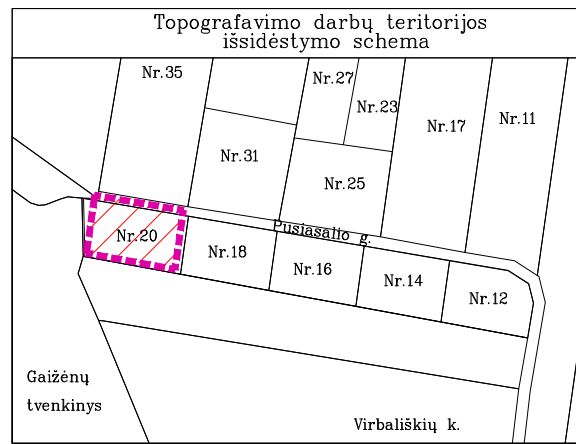 Topografavimo darbų teritorijos
išsidėstymo schema
Nr.35
Nr.27
Nr.23
Nr.11
Nr.17
Nr.31
Nr.25
Pusiasalio g.
Nr.20
Nr.18
Nr.16
Nr.14
Nr.12
Gaižėnų
tvenkinys
Virbališkių k.